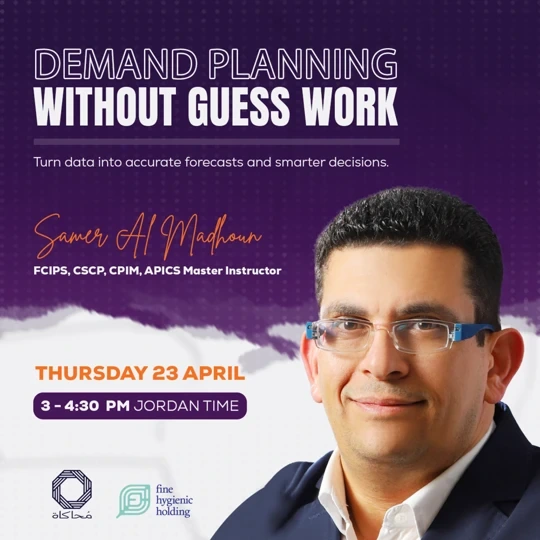 DEMAND PLANNING
WITHOUT GUESS WORK
Turn data into accurate forecasts and smarter decisions.
Samer Al Madhoun
FCIPS, CSCP, CPIM, APICS Master Instructor
THURSDAY 23 APRIL
3 - 4:30 PM JORDAN TIME
مُحاكاة
fine
hygienic
holding